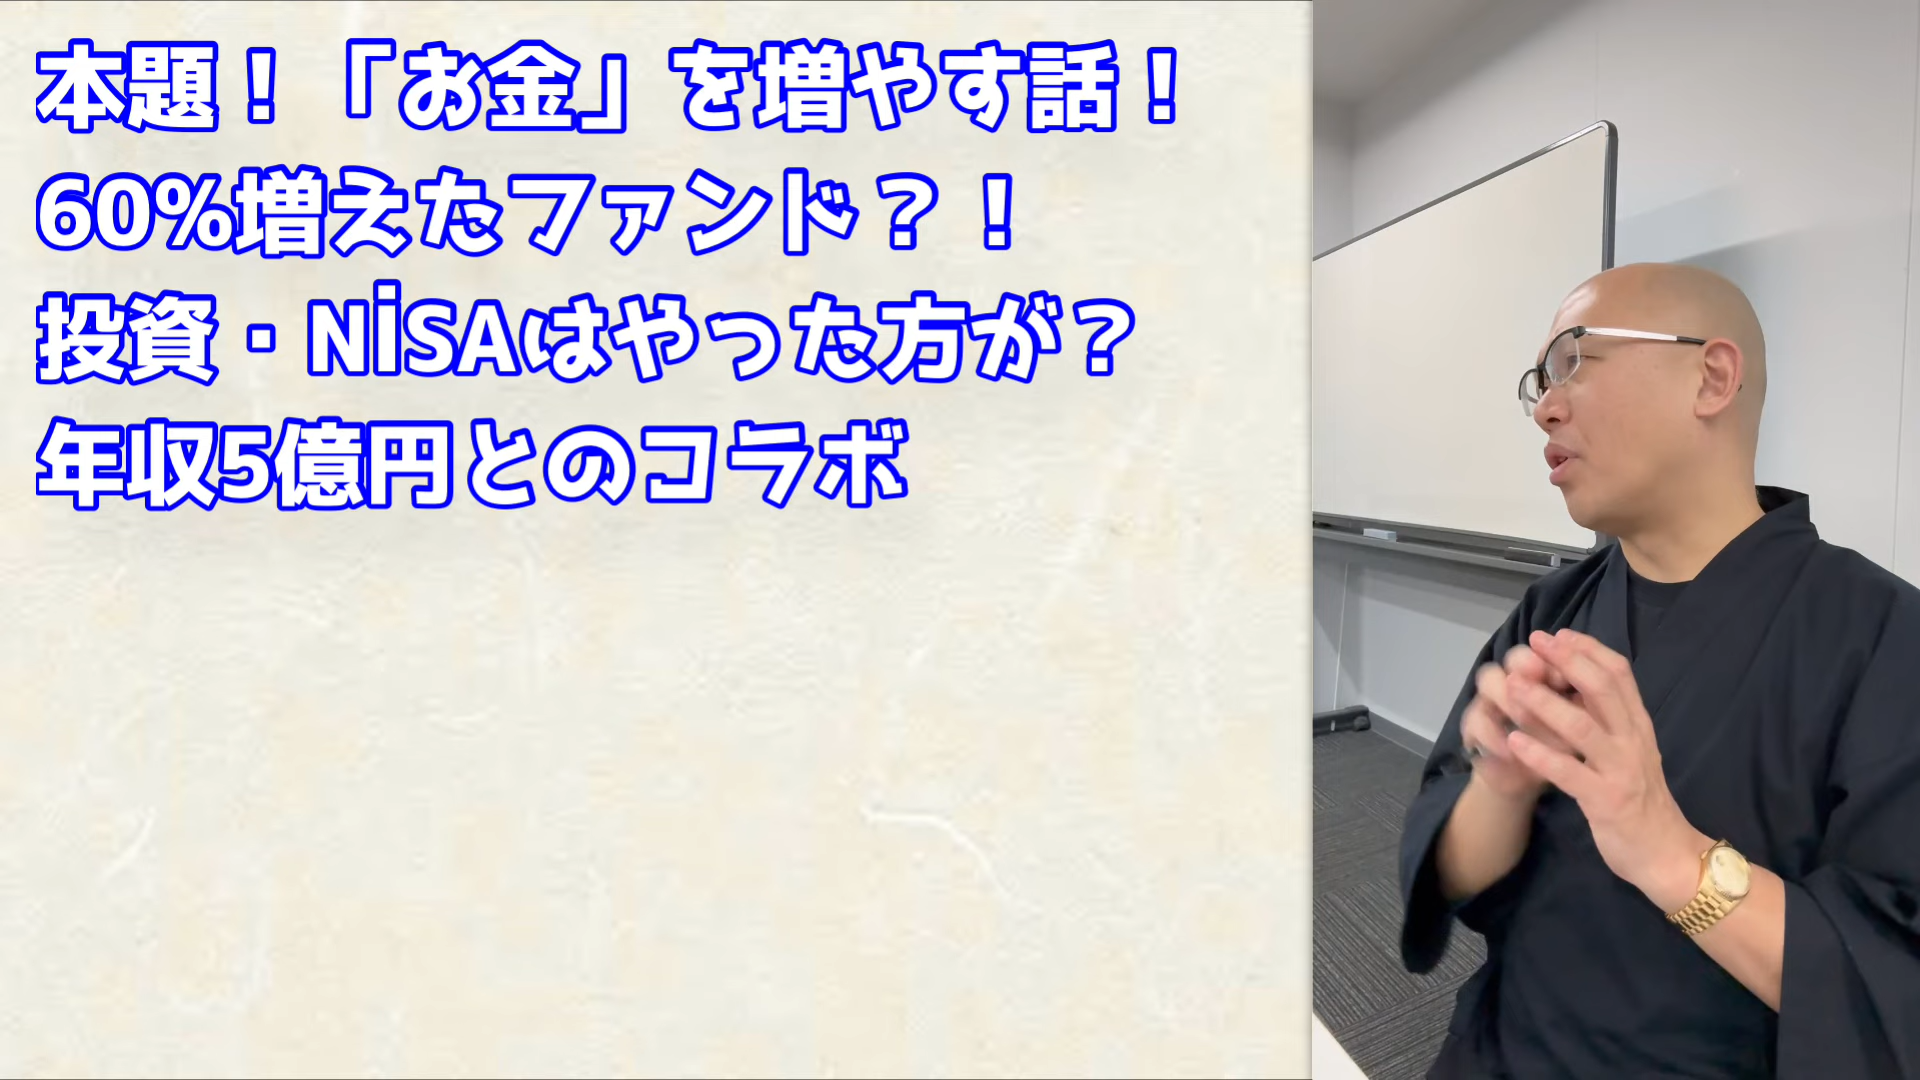 本題！「お金」を増やす話！
60%増えたファンド？！
投資・NiSAはやった方が？
年収5億円とのコラボ